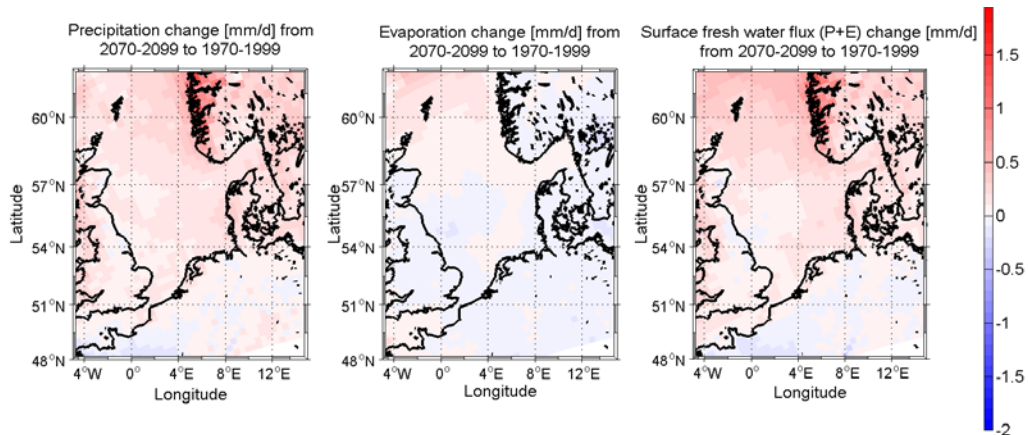 Precipitation change [mm/d] from
2070-2099 to 1970-1999
Evaporation change [mm/d] from
2070-2099 to 1970-1999
Surface fresh water flux (P+E) change [mm/d]
from 2070-2099 to 1970-1999
Latitude
60°N
57°N
54°N
51°N
48°N
4°W 0° 4°E 8°E 12°E
Longitude
Latitude
60°N
57°N
54°N
51°N
48°N
4°W 0° 4°E 8°E 12°E
Longitude
Latitude
60°N
57°N
54°N
51°N
48°N
4°W 0° 4°E 8°E 12°E
Longitude
1.5
1
0.5
0
-0.5
-1
-1.5
-2